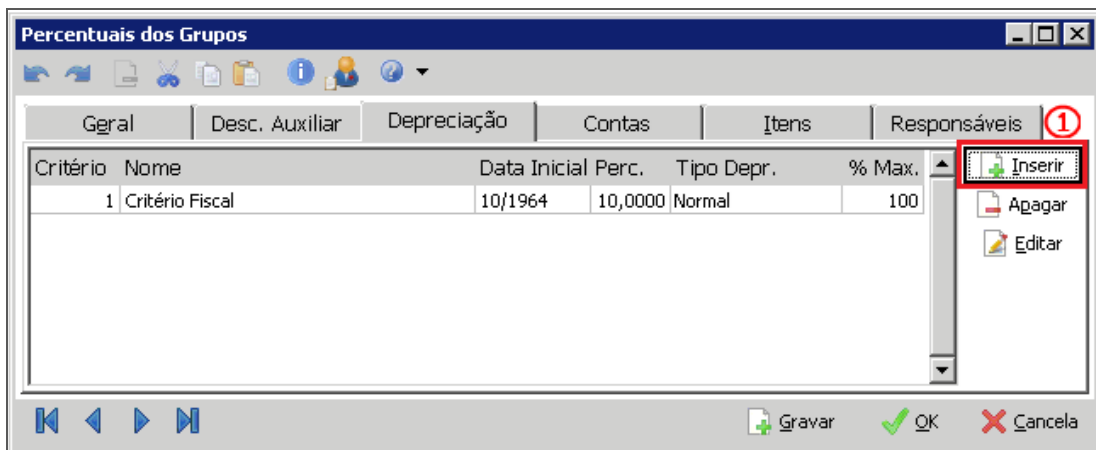 Percentuais dos Grupos
Geral Desc. Auxiliar Depreciação Contas Itens Responsáveis 1
Critério Nome Data Inicial Perc. Tipo Depr. % Max. Inserir
1 Critério Fiscal 10/1964 10,0000 Normal 100 Apagar
Editar
Gravar OK Cancela